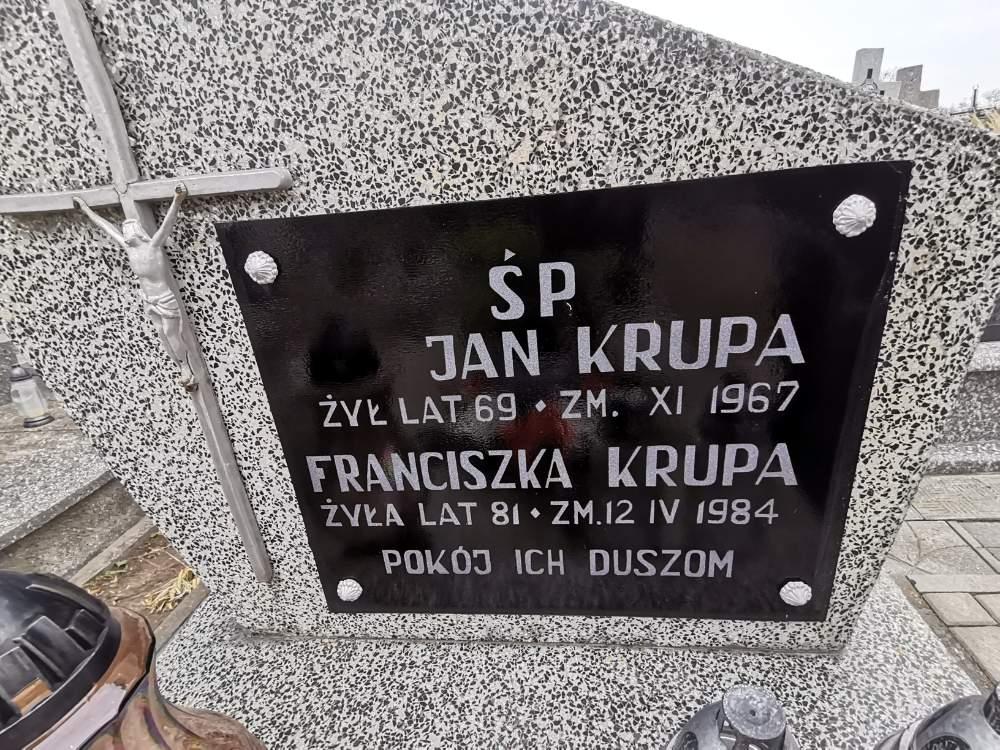 ŚP
JAN KRUPA
ŻYŁ LAT 69 • ZM. XI 1967
FRANCISZKA KRUPA
ŻYŁA LAT 81 • ZM. 12 IV 1984
POKÓJ ICH DUSZOM